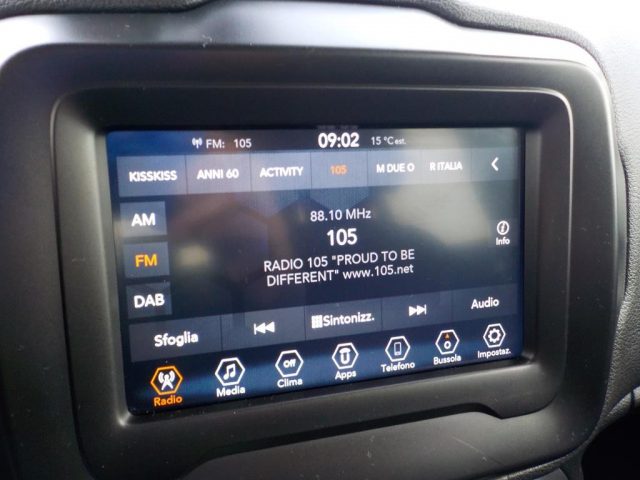 FM: 105 09:02 15 °C est.
KISSKISS ANNI 60 ACTIVITY 105 M DUE O R ITALIA
AM
88.10 MHz
105
FM
Info
RADIO 105 "PROUD TO BE
DIFFERENT" www.105.net
DAB
Sfoglia Sintonizz. Audio
Radio Media Off Clima Apps Telefono Bussola Impostaz.